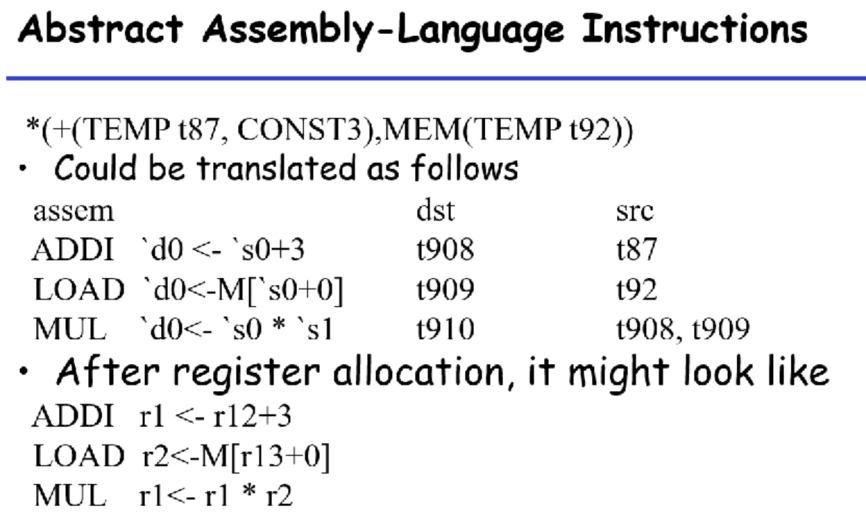 Abstract Assembly-Language Instructions
*(+(TEMP t87, CONST3),MEM(TEMP t92))
• Could be translated as follows
assem dst src
ADDI `d0 <- `s0+3 t908 t87
LOAD `d0<-M[`s0+0] t909 t92
MUL `d0<- `s0 * `s1 t910 t908, t909
• After register allocation, it might look like
ADDI r1 <- r12+3
LOAD r2<-M[r13+0]
MUL r1<- r1 * r2